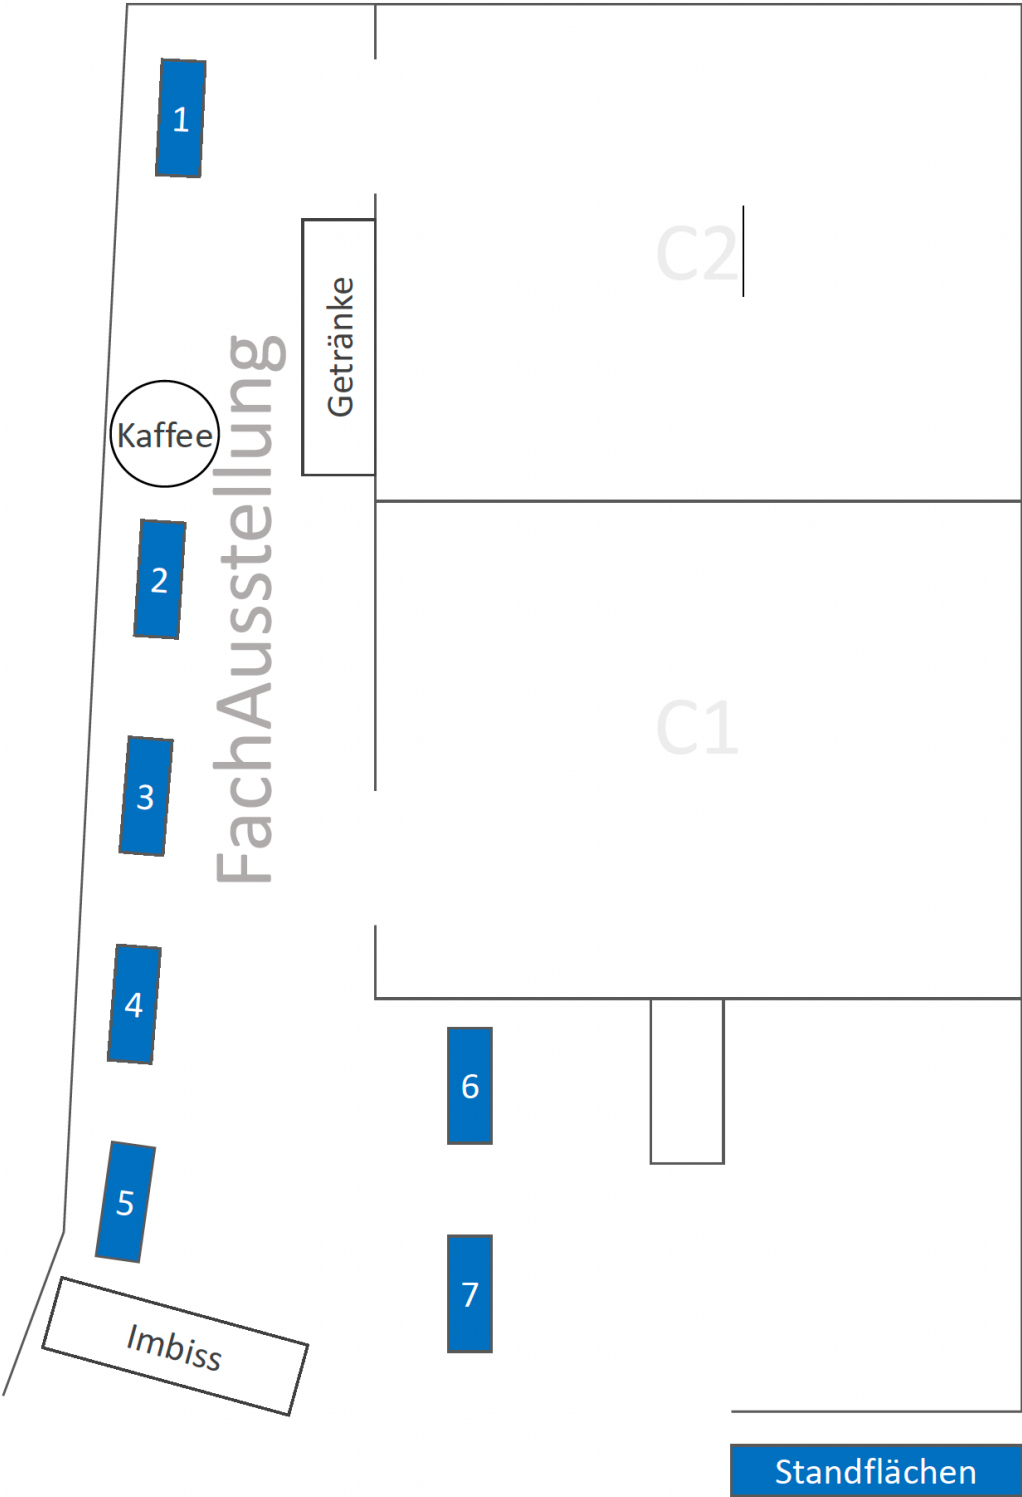 1
C2
Getränke
Kaffee
FachAusstellung
2
C1
3
4
6
5
7
Imbiss
Standflächen